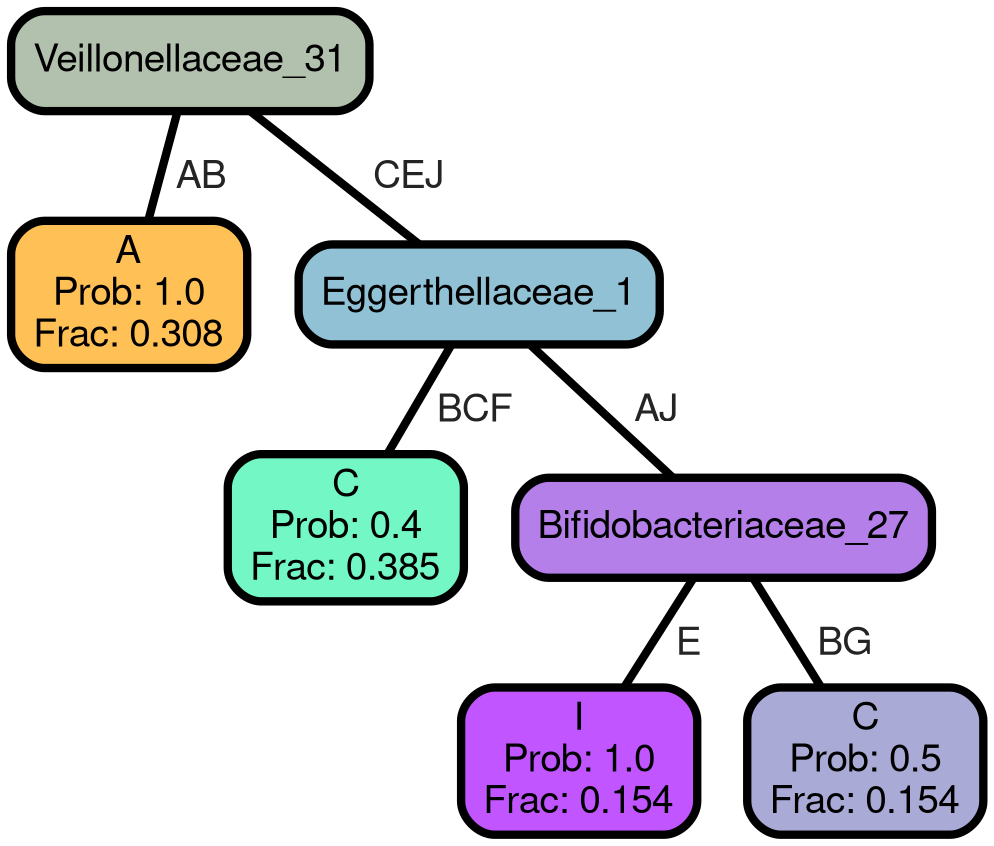 Veillonellaceae_31
AB
CEJ
A
Prob: 1.0
Frac: 0.308
Eggerthellaceae_1
BCF
AJ
C
Prob: 0.4
Frac: 0.385
Bifidobacteriaceae_27
E
BG
I
Prob: 1.0
Frac: 0.154
C
Prob: 0.5
Frac: 0.154